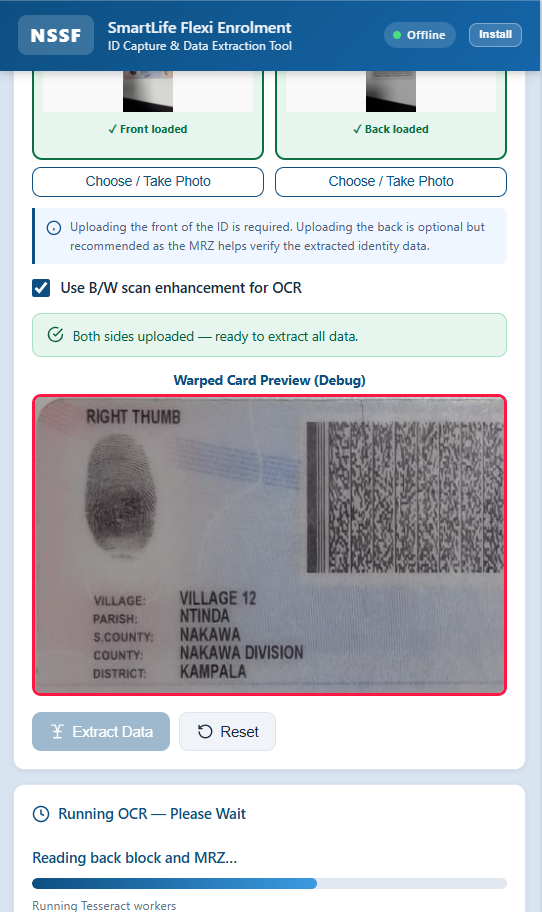 NSSF
SmartLife Flexi Enrolment
ID Capture & Data Extraction Tool
Offline
Install
✓ Front loaded
✓ Back loaded
Choose / Take Photo
Choose / Take Photo
Uploading the front of the ID is required. Uploading the back is optional but
recommended as the MRZ helps verify the extracted identity data.
Use B/W scan enhancement for OCR
Both sides uploaded — ready to extract all data.
Warped Card Preview (Debug)
RIGHT THUMB
VILLAGE: VILLAGE 12
PARISH: NTINDA
S.COUNTY: NAKAWA
COUNTY: NAKAWA DIVISION
DISTRICT: KAMPALA
Extract Data
Reset
Running OCR — Please Wait
Reading back block and MRZ...
Running Tesseract workers